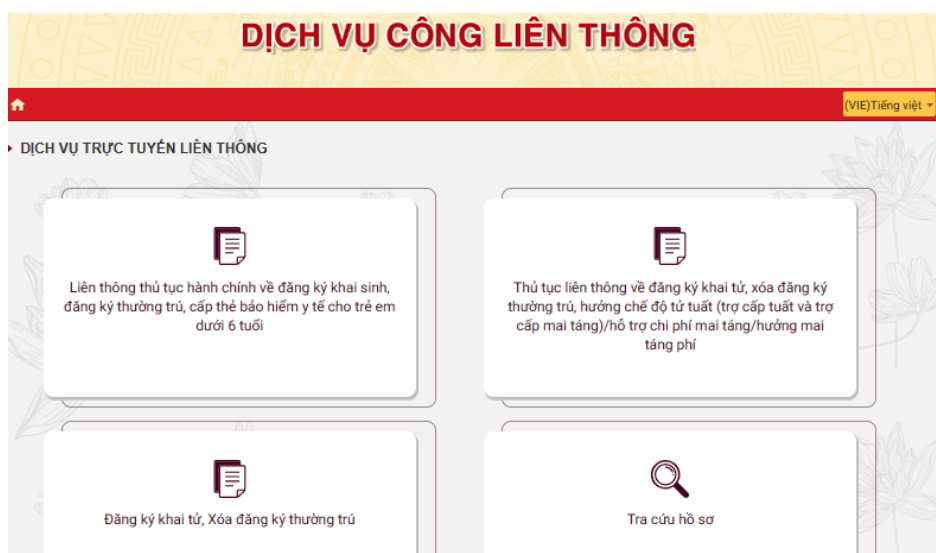 DỊCH VỤ CÔNG LIÊN THÔNG
(VIE)Tiếng việt
DỊCH VỤ TRỰC TUYẾN LIÊN THÔNG
Liên thông thủ tục hành chính về đăng ký khai sinh,
đăng ký thường trú, cấp thẻ bảo hiểm y tế cho trẻ em
dưới 6 tuổi
Thủ tục liên thông về đăng ký khai tử, xóa đăng ký
thường trú, hưởng chế độ tử tuất (trợ cấp tuất và trợ
cấp mai táng)/hỗ trợ chi phí mai táng/hưởng mai
táng phí
Đăng ký khai tử, Xóa đăng ký thường trú
Tra cứu hồ sơ